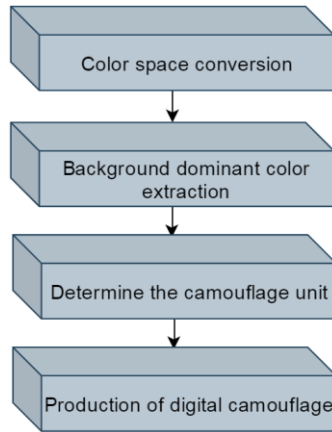 Color space conversion
Background dominant color
extraction
Determine the camouflage unit
Production of digital camouflage